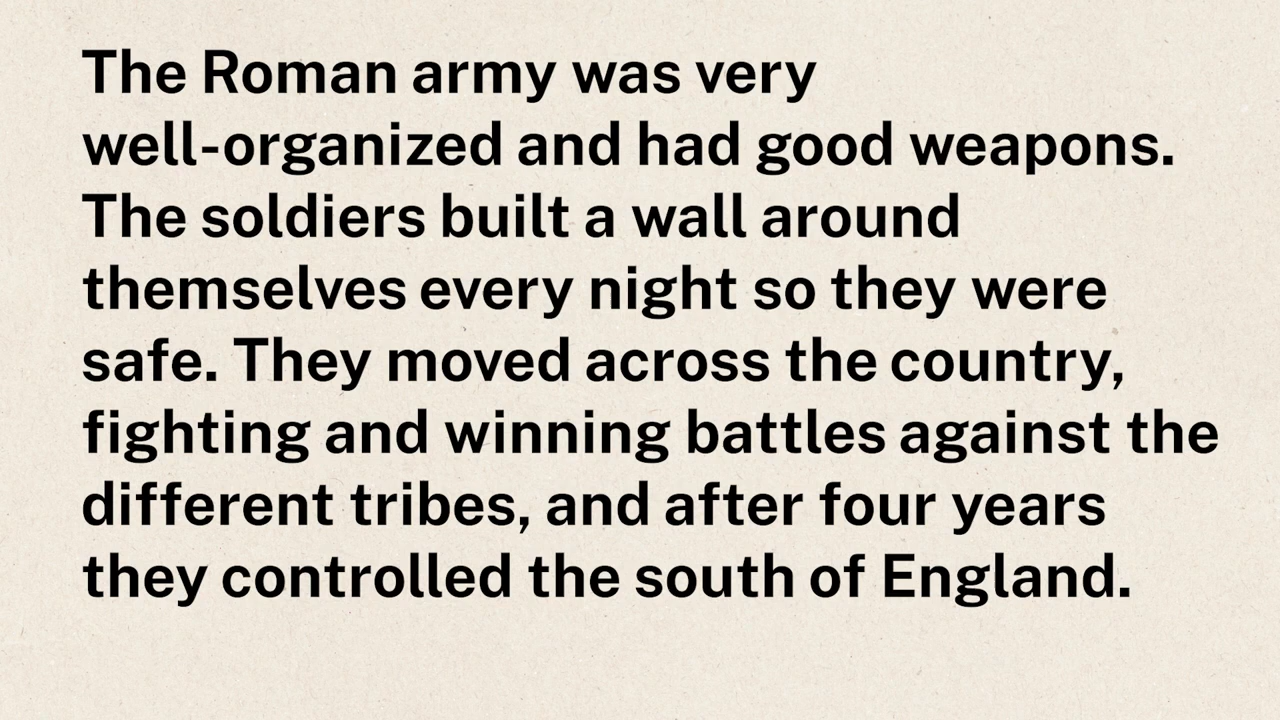 The Roman army was very
well-organized and had good weapons.
The soldiers built a wall around
themselves every night so they were
safe. They moved across the country,
fighting and winning battles against the
different tribes, and after four years
they controlled the south of England.